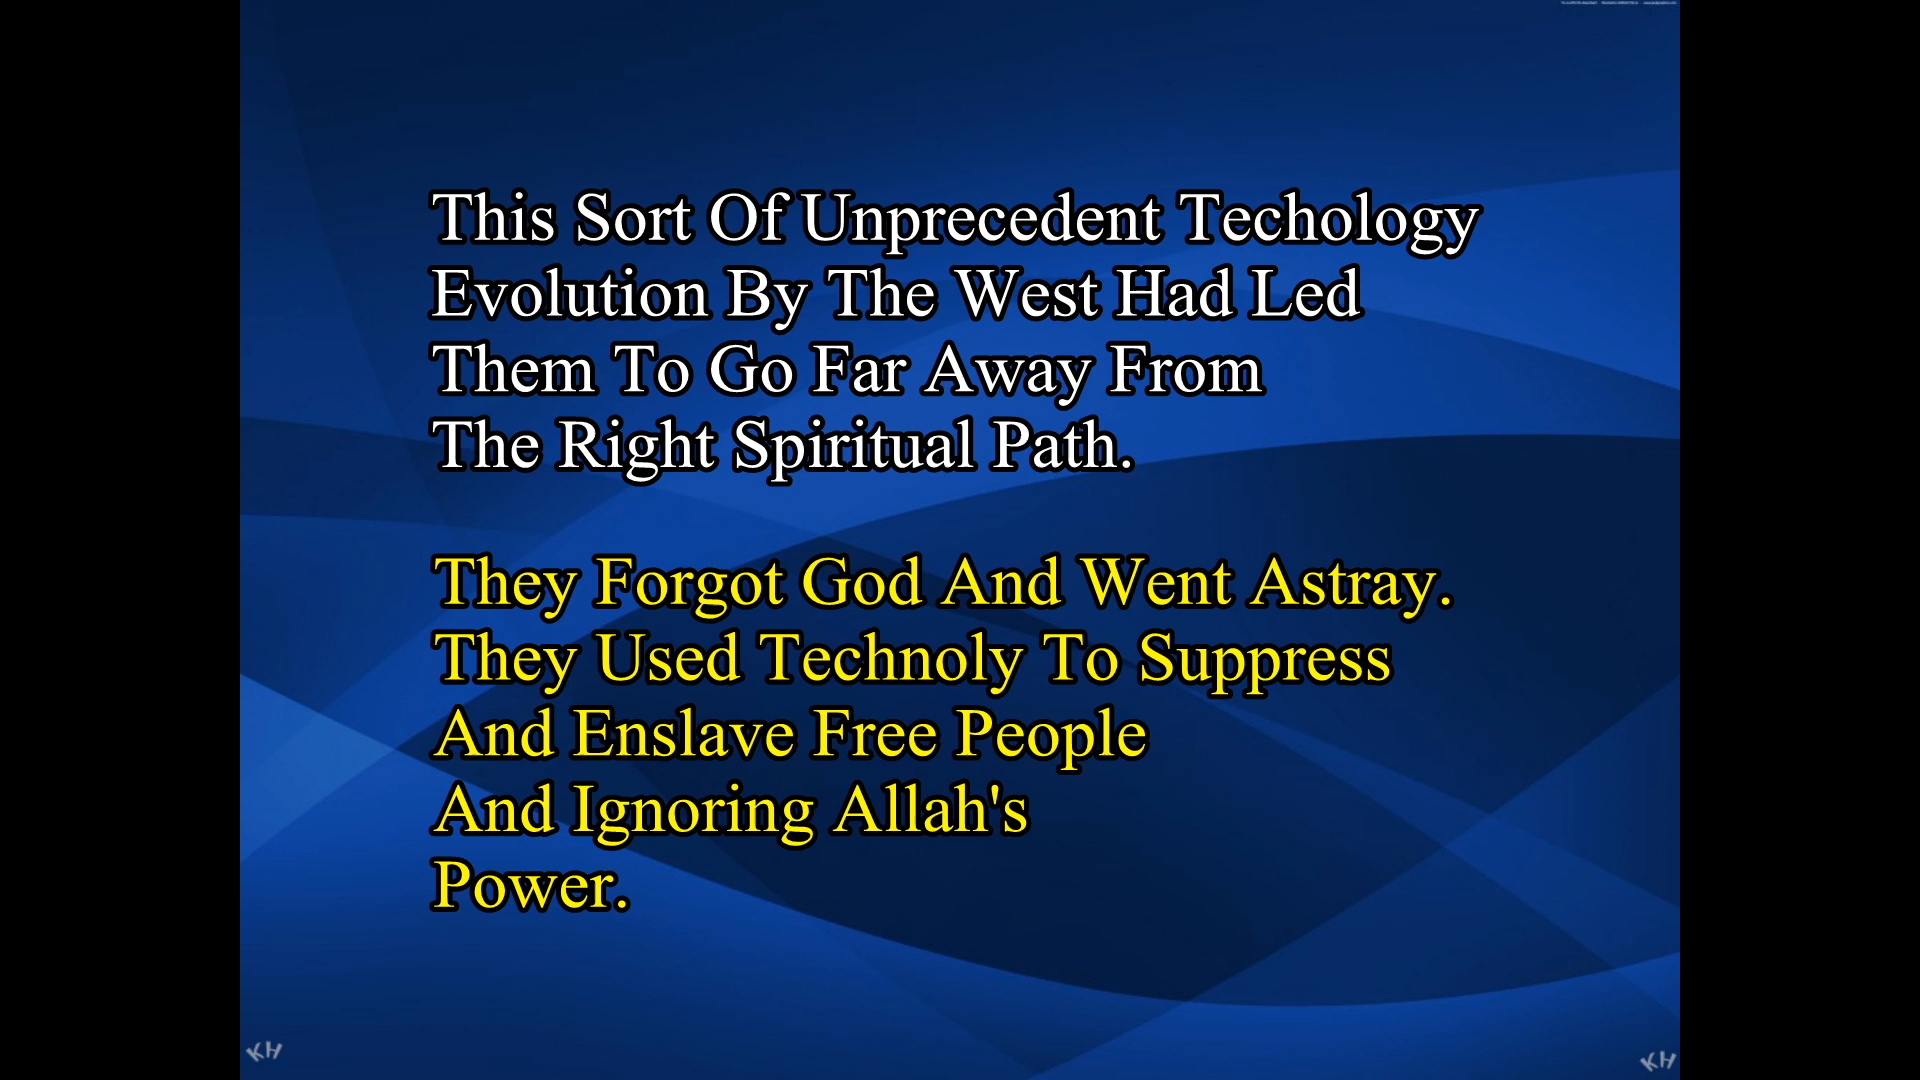 This Sort Of Unprecedent Techology
Evolution By The West Had Led
Them To Go Far Away From
The Right Spiritual Path.
They Forgot God And Went Astray.
They Used Technoly To Suppress
And Enslave Free People
And Ignoring Allah's
Power.
KH
KH